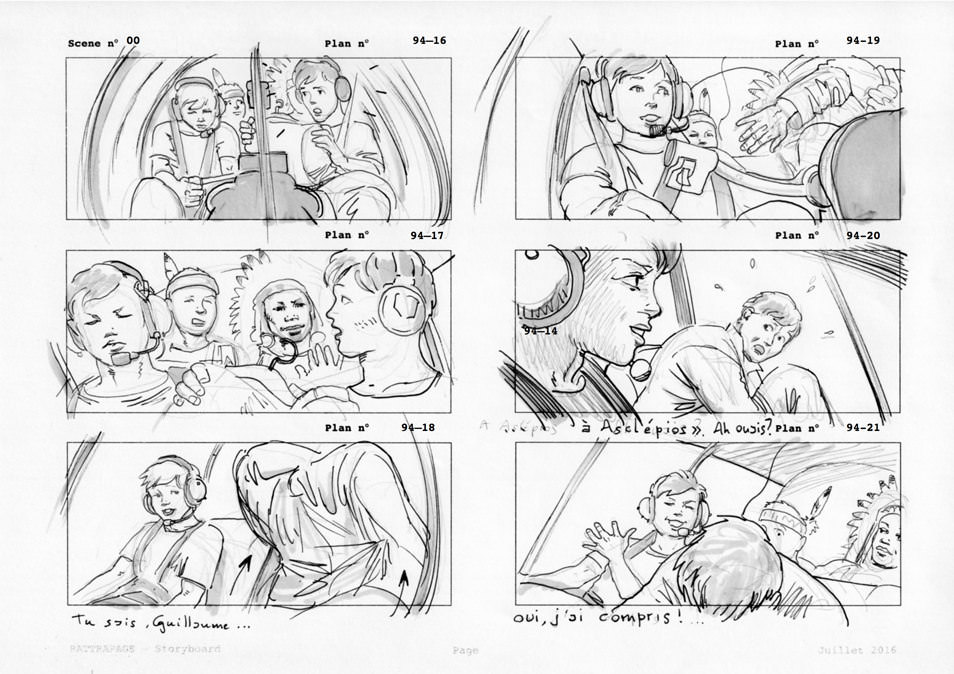 Scene n° 00
Plan n° 94—16
Plan n° 94-19
Plan n° 94—17
Plan n° 94-20
94-14
à Asclépios ». Ah ouais?
Plan n° 94—18
Plan n° 94-21
Tu sais, Guillaume ...
oui, j'ai compris ! ...
RATTRAPAGE - Storyboard
Page
Juillet 2016